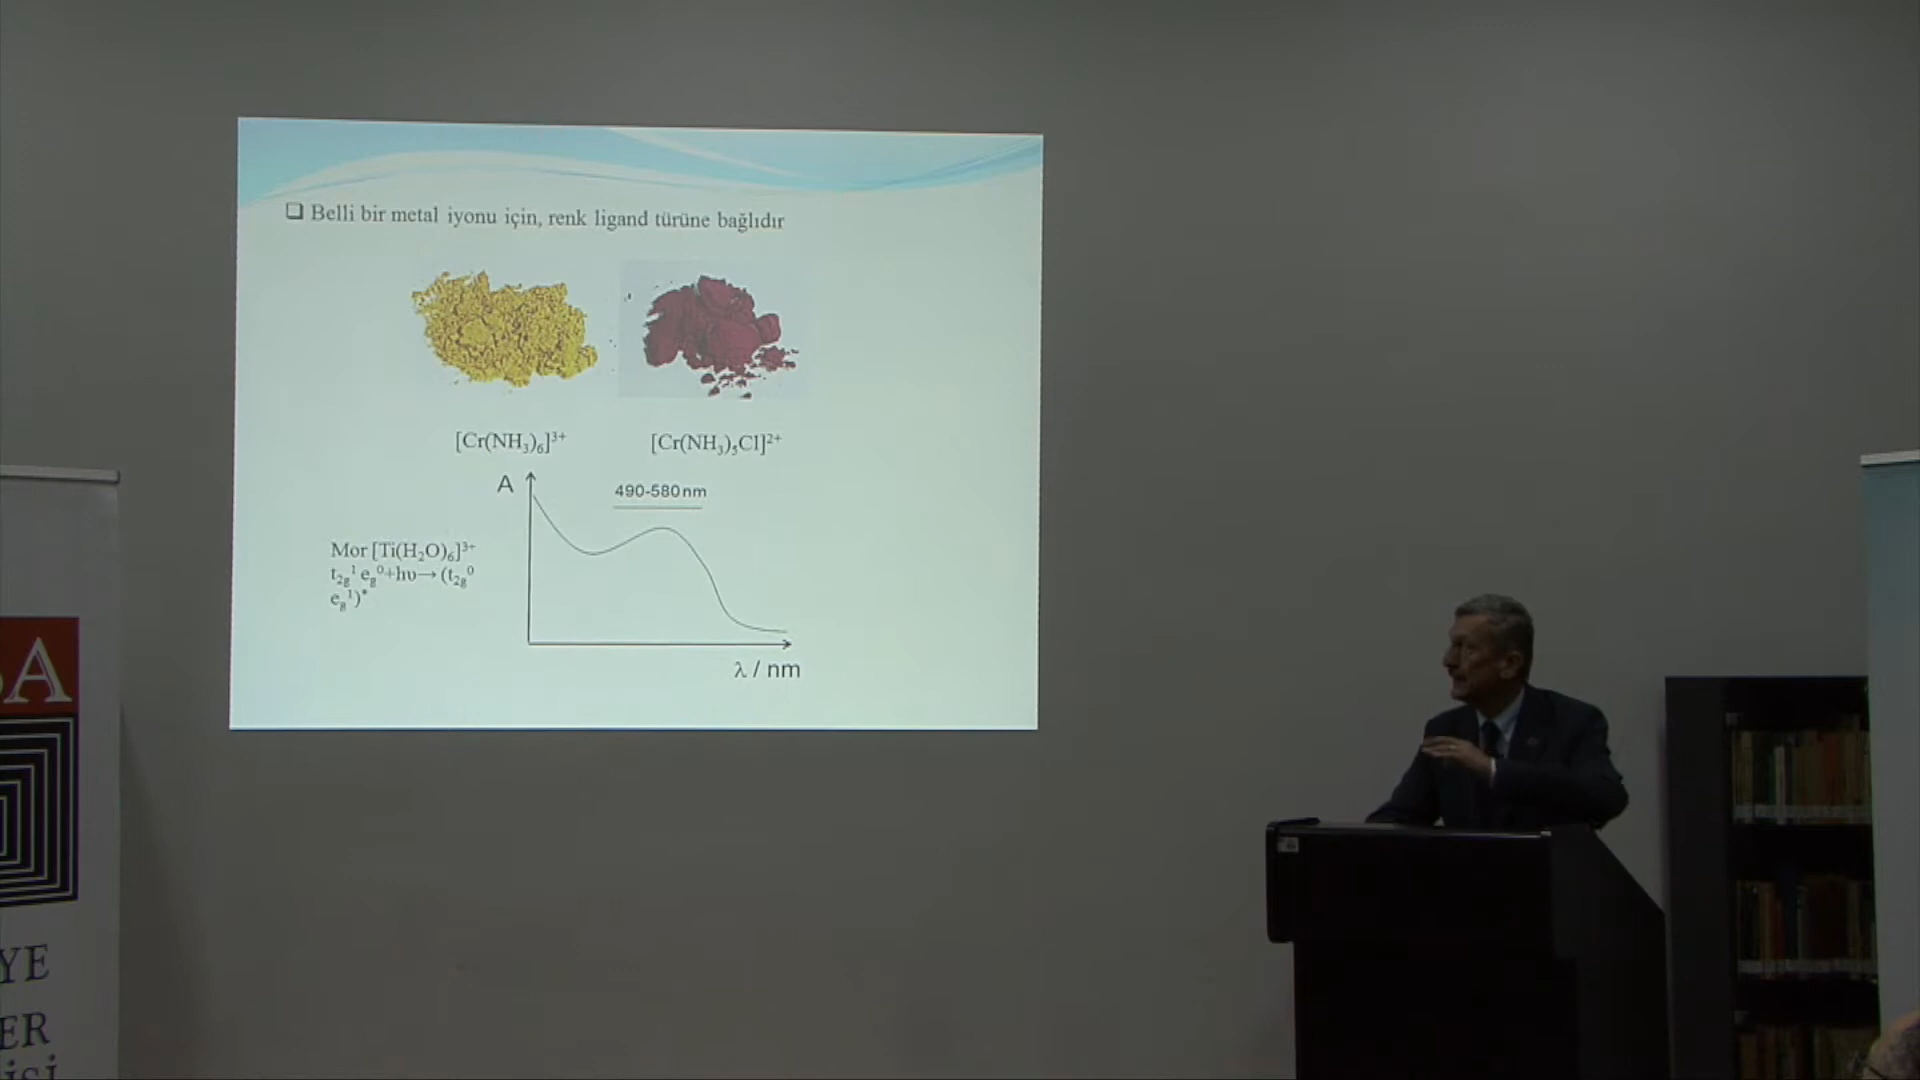 ❑ Belli bir metal iyonu için, renk ligand türüne bağlıdır
[Cr(NH₃)₆]³⁺
[Cr(NH₃)₅Cl]²⁺
A
490-580 nm
Mor [Ti(H₂O)₆]³⁺
t₂g¹ eg⁰+hυ→(t₂g⁰
eg¹)*
λ / nm
A
YE
ER
isi